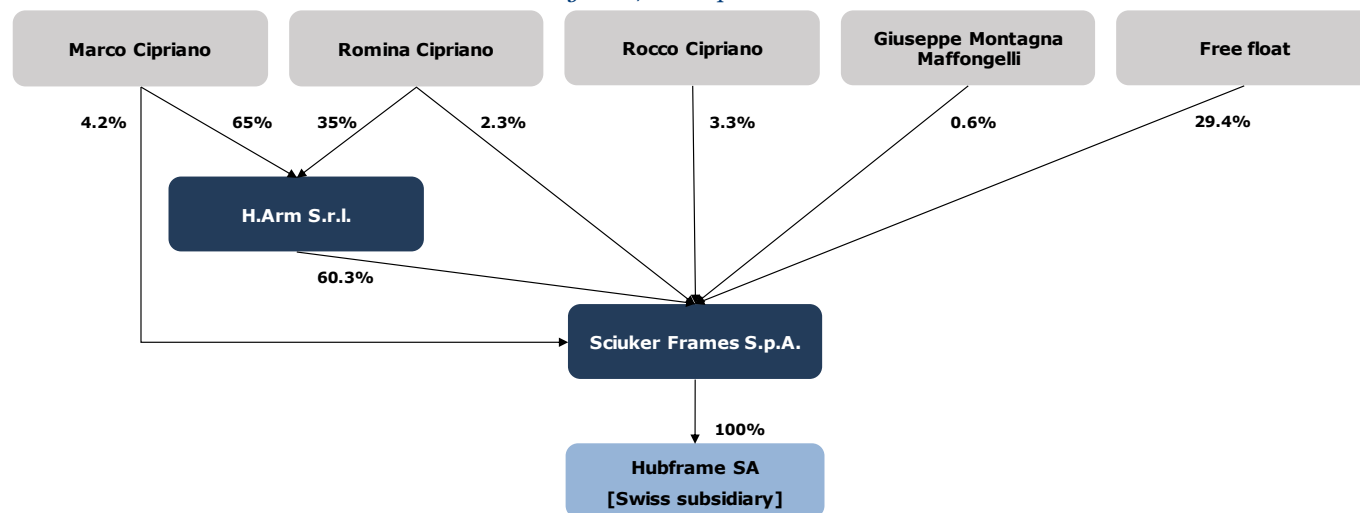 Marco Cipriano
Romina Cipriano
Rocco Cipriano
Giuseppe Montagna
Maffongelli
Free float
4.2%
65%
35%
2.3%
3.3%
0.6%
29.4%
H.Arm S.r.l.
60.3%
Sciuker Frames S.p.A.
100%
Hubframe SA
[Swiss subsidiary]